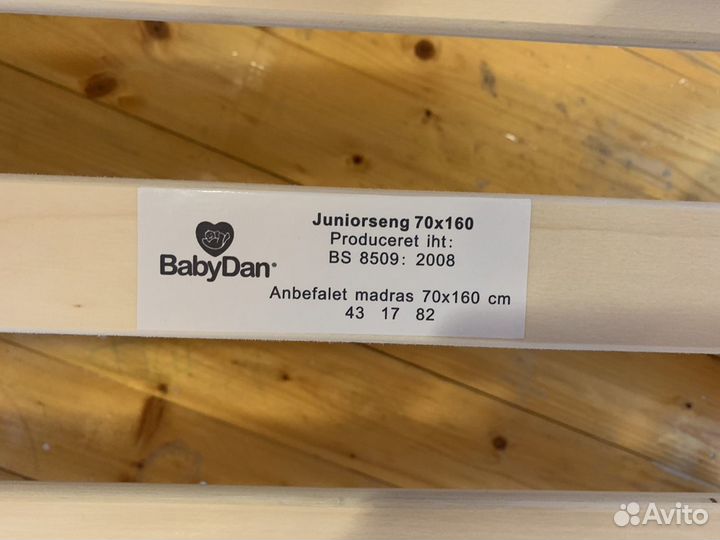 BabyDan
Juniorseng 70x160
Produceret iht:
BS 8509: 2008
Anbefalet madras 70x160 cm
43 17 82
Avito